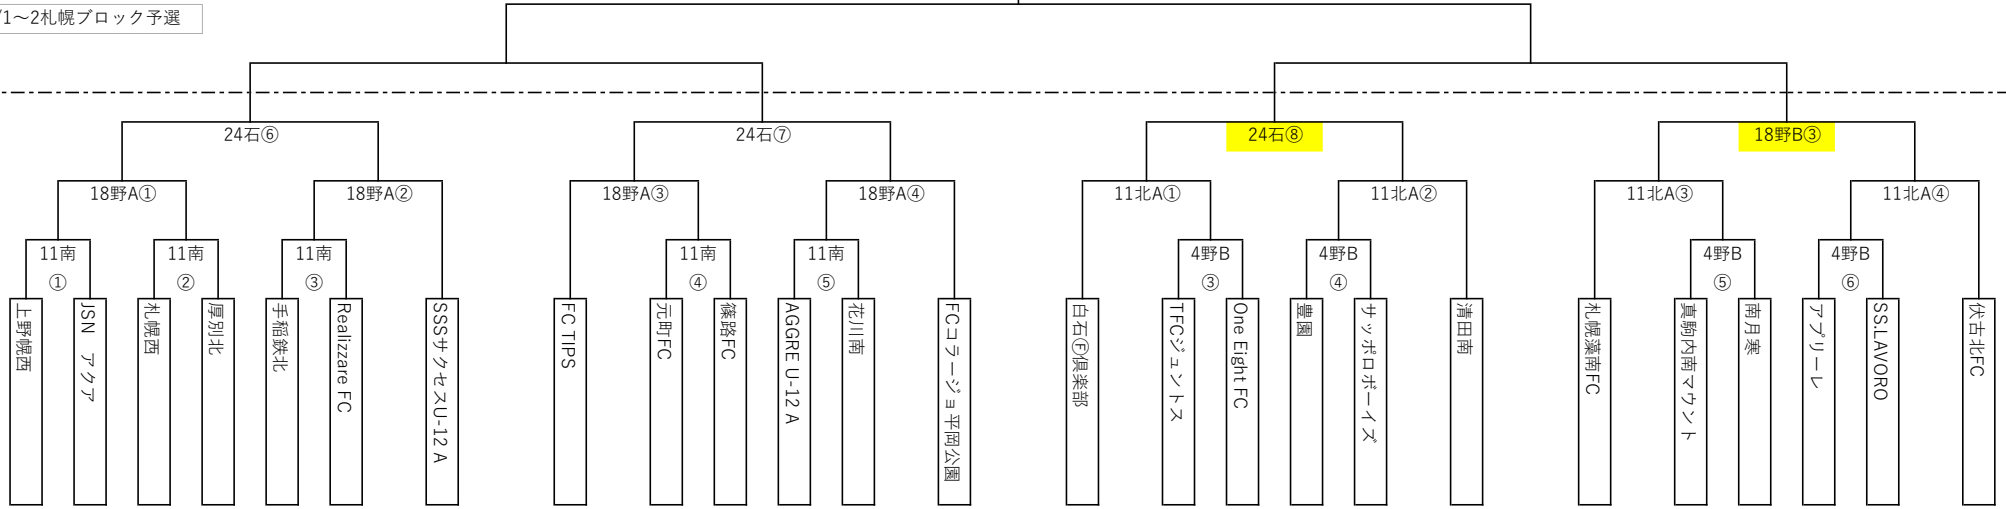 /1～2札幌ブロック予選
24石⑥
24石⑦
24石⑧
18野B③
18野A①
18野A②
18野A③
18野A④
11北A①
11北A②
11北A③
11北A④
11南
①
11南
②
11南
③
11南
④
11南
⑤
4野B
③
4野B
④
4野B
⑤
4野B
⑥
上野幌西
JSN アクア
札幌西
厚別北
手稲鉄北
Realizzare FC
SSSサクセスU-12 A
FC TIPS
元町FC
篠路FC
AGGRE U-12 A
花川南
FCコラージョ平岡公園
白石Ⓕ倶楽部
TFCジュントス
One Eight FC
豊園
サッポロボーイズ
清田南
札幌藻南FC
真駒内南マウント
南月寒
アプリーレ
SS.LAVORO
伏古北FC